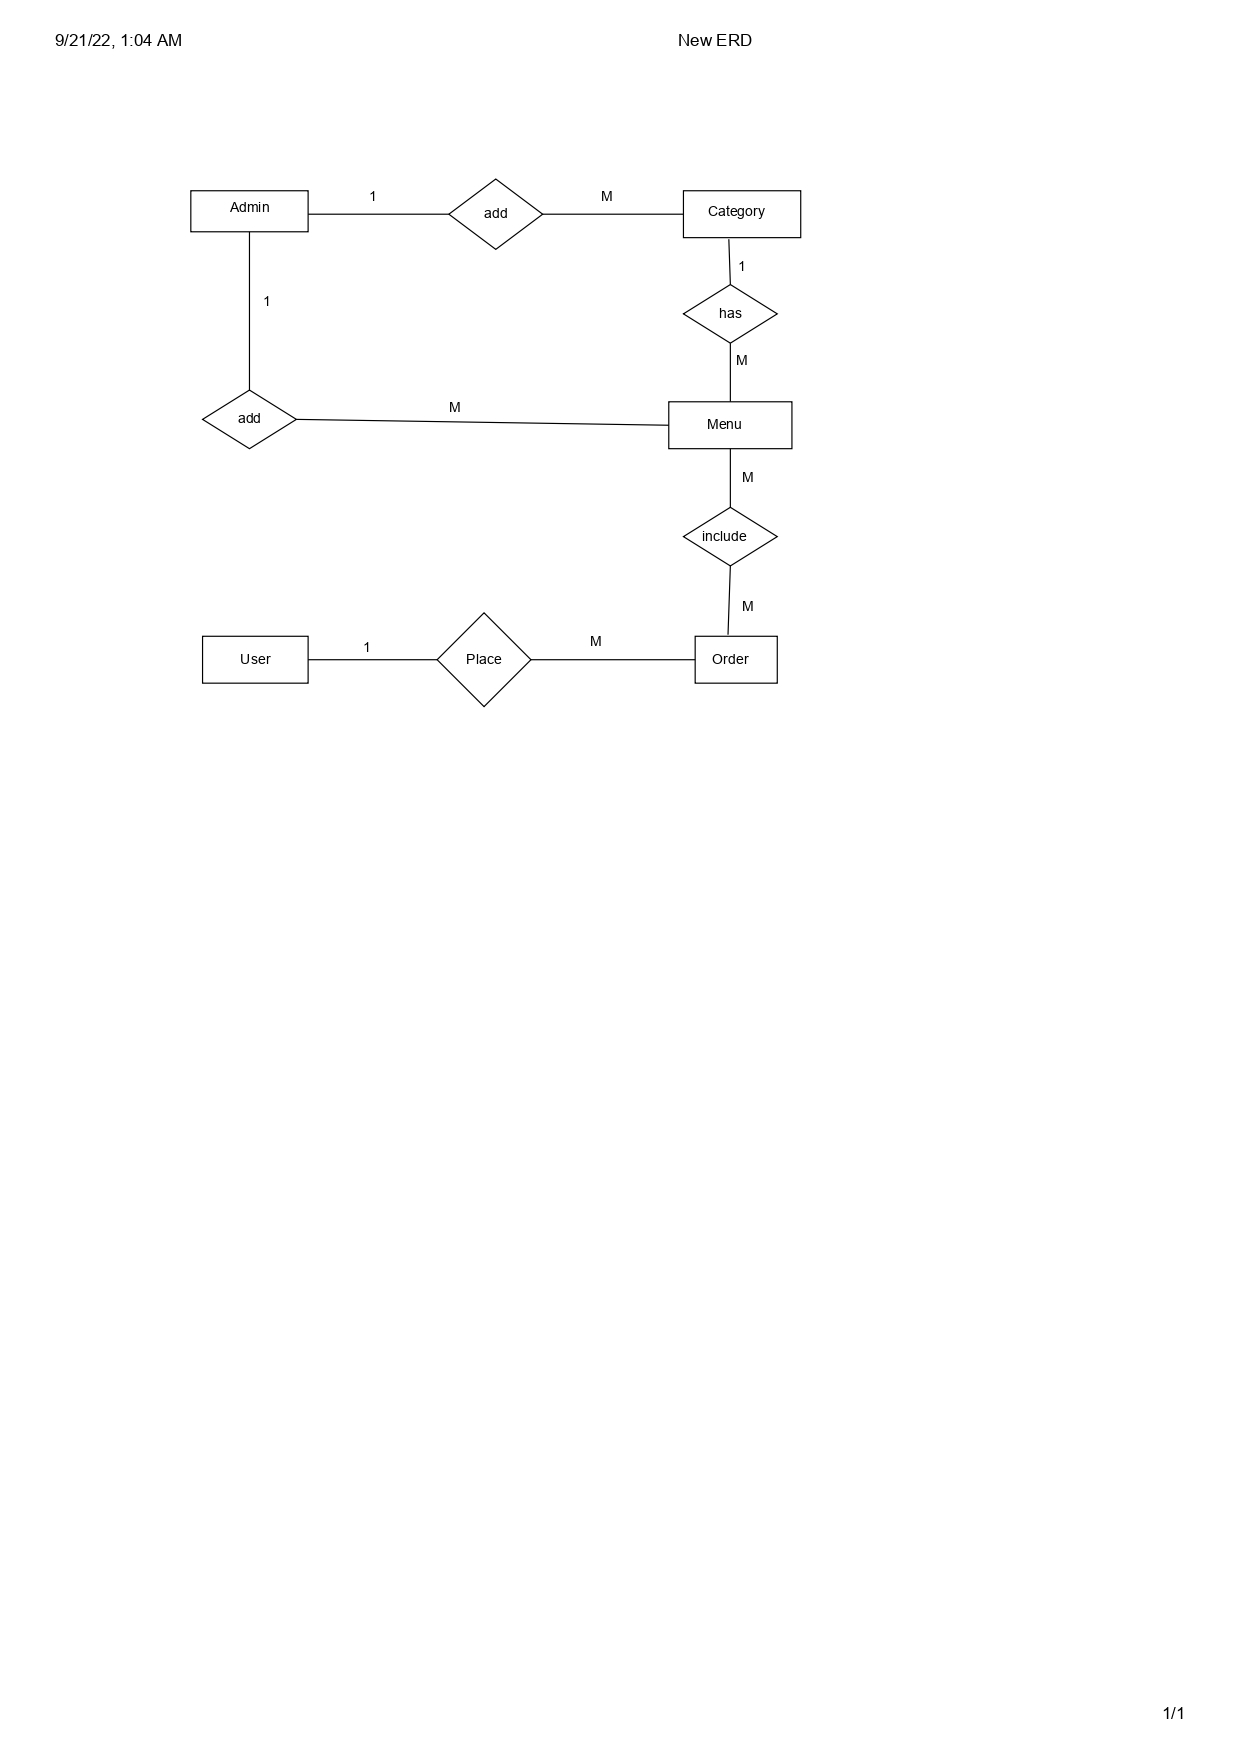 9/21/22, 1:04 AM
New ERD
Admin
1
add
M
Category
1
has
M
1
add
M
Menu
M
include
M
User
1
Place
M
Order
1/1